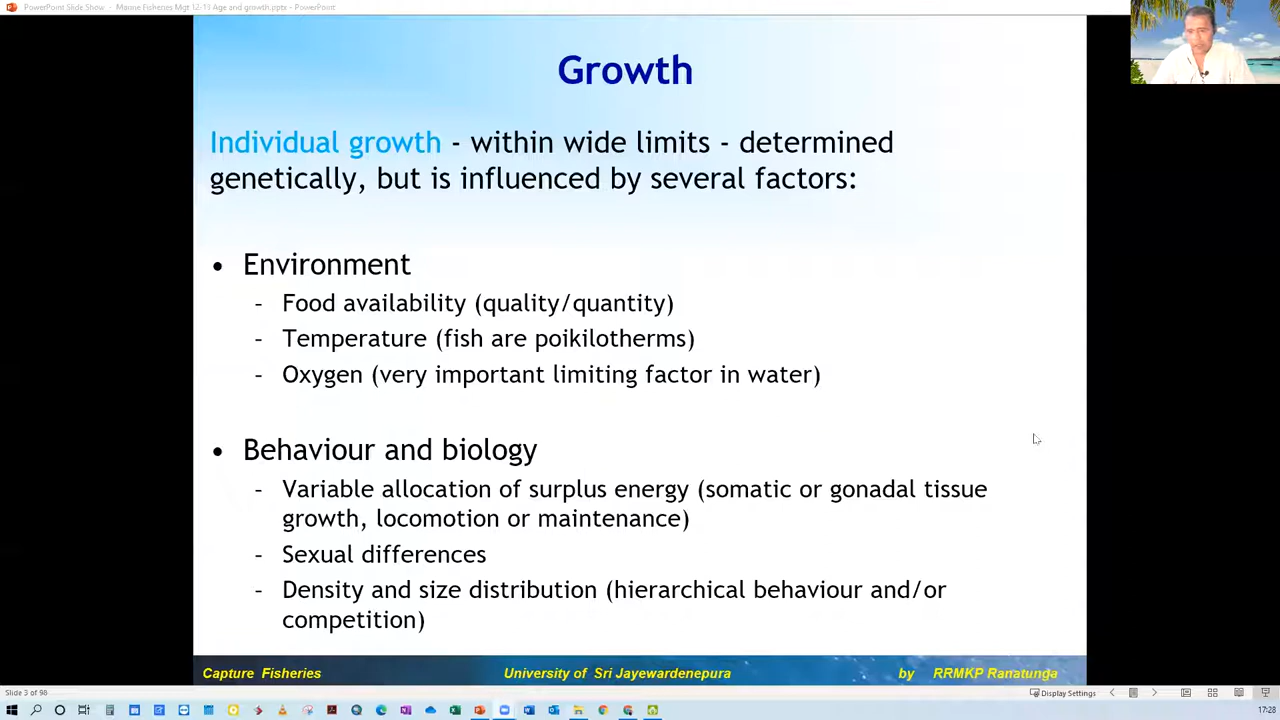 PowerPoint Slide Show - Marine Fisheries Mgt 12-13 Age and growth.pptx - PowerPoint
Growth
Individual growth - within wide limits - determined
genetically, but is influenced by several factors:
• Environment
- Food availability (quality/quantity)
- Temperature (fish are poikilotherms)
- Oxygen (very important limiting factor in water)
• Behaviour and biology
- Variable allocation of surplus energy (somatic or gonadal tissue
growth, locomotion or maintenance)
- Sexual differences
- Density and size distribution (hierarchical behaviour and/or
competition)
Capture Fisheries University of Sri Jayewardenepura by RRMKP Ranatunga
Slide 3 of 98 Display Settings
17:28